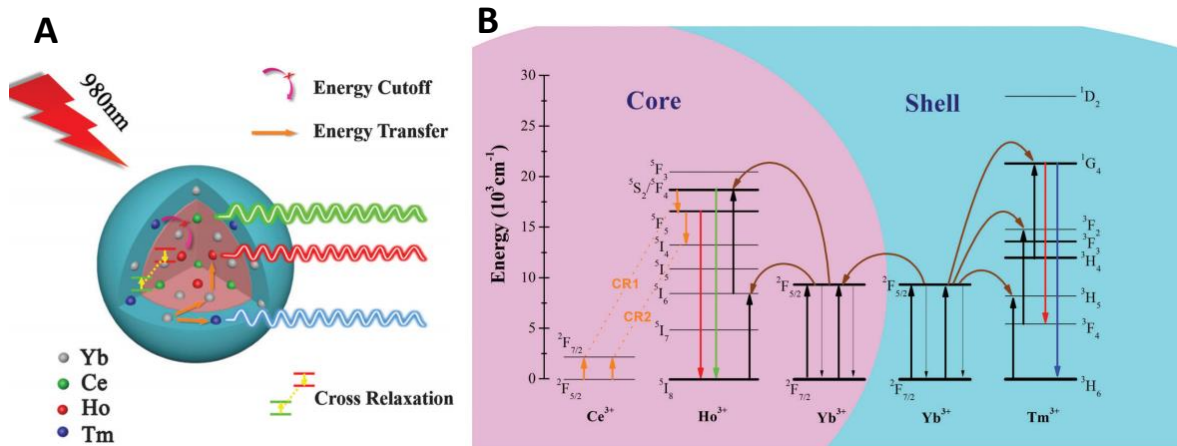 A
980nm
Energy Cutoff
Energy Transfer
Yb
Ce
Ho
Tm
Cross Relaxation
B
Core
Shell
Energy (10³cm⁻¹)
30
25
20
15
10
5
0
CR1
CR2
²F₇/₂
²F₅/₂
Ce³⁺
⁵F₃
⁵S₂/⁵F₄
⁵F₅
⁵I₄
⁵I₅
⁵I₆
⁵I₇
⁵I₈
Ho³⁺
²F₅/₂
²F₇/₂
Yb³⁺
²F₅/₂
²F₇/₂
Yb³⁺
¹D₂
¹G₄
³F₂
³F₃
³H₄
³H₅
³F₄
³H₆
Tm³⁺